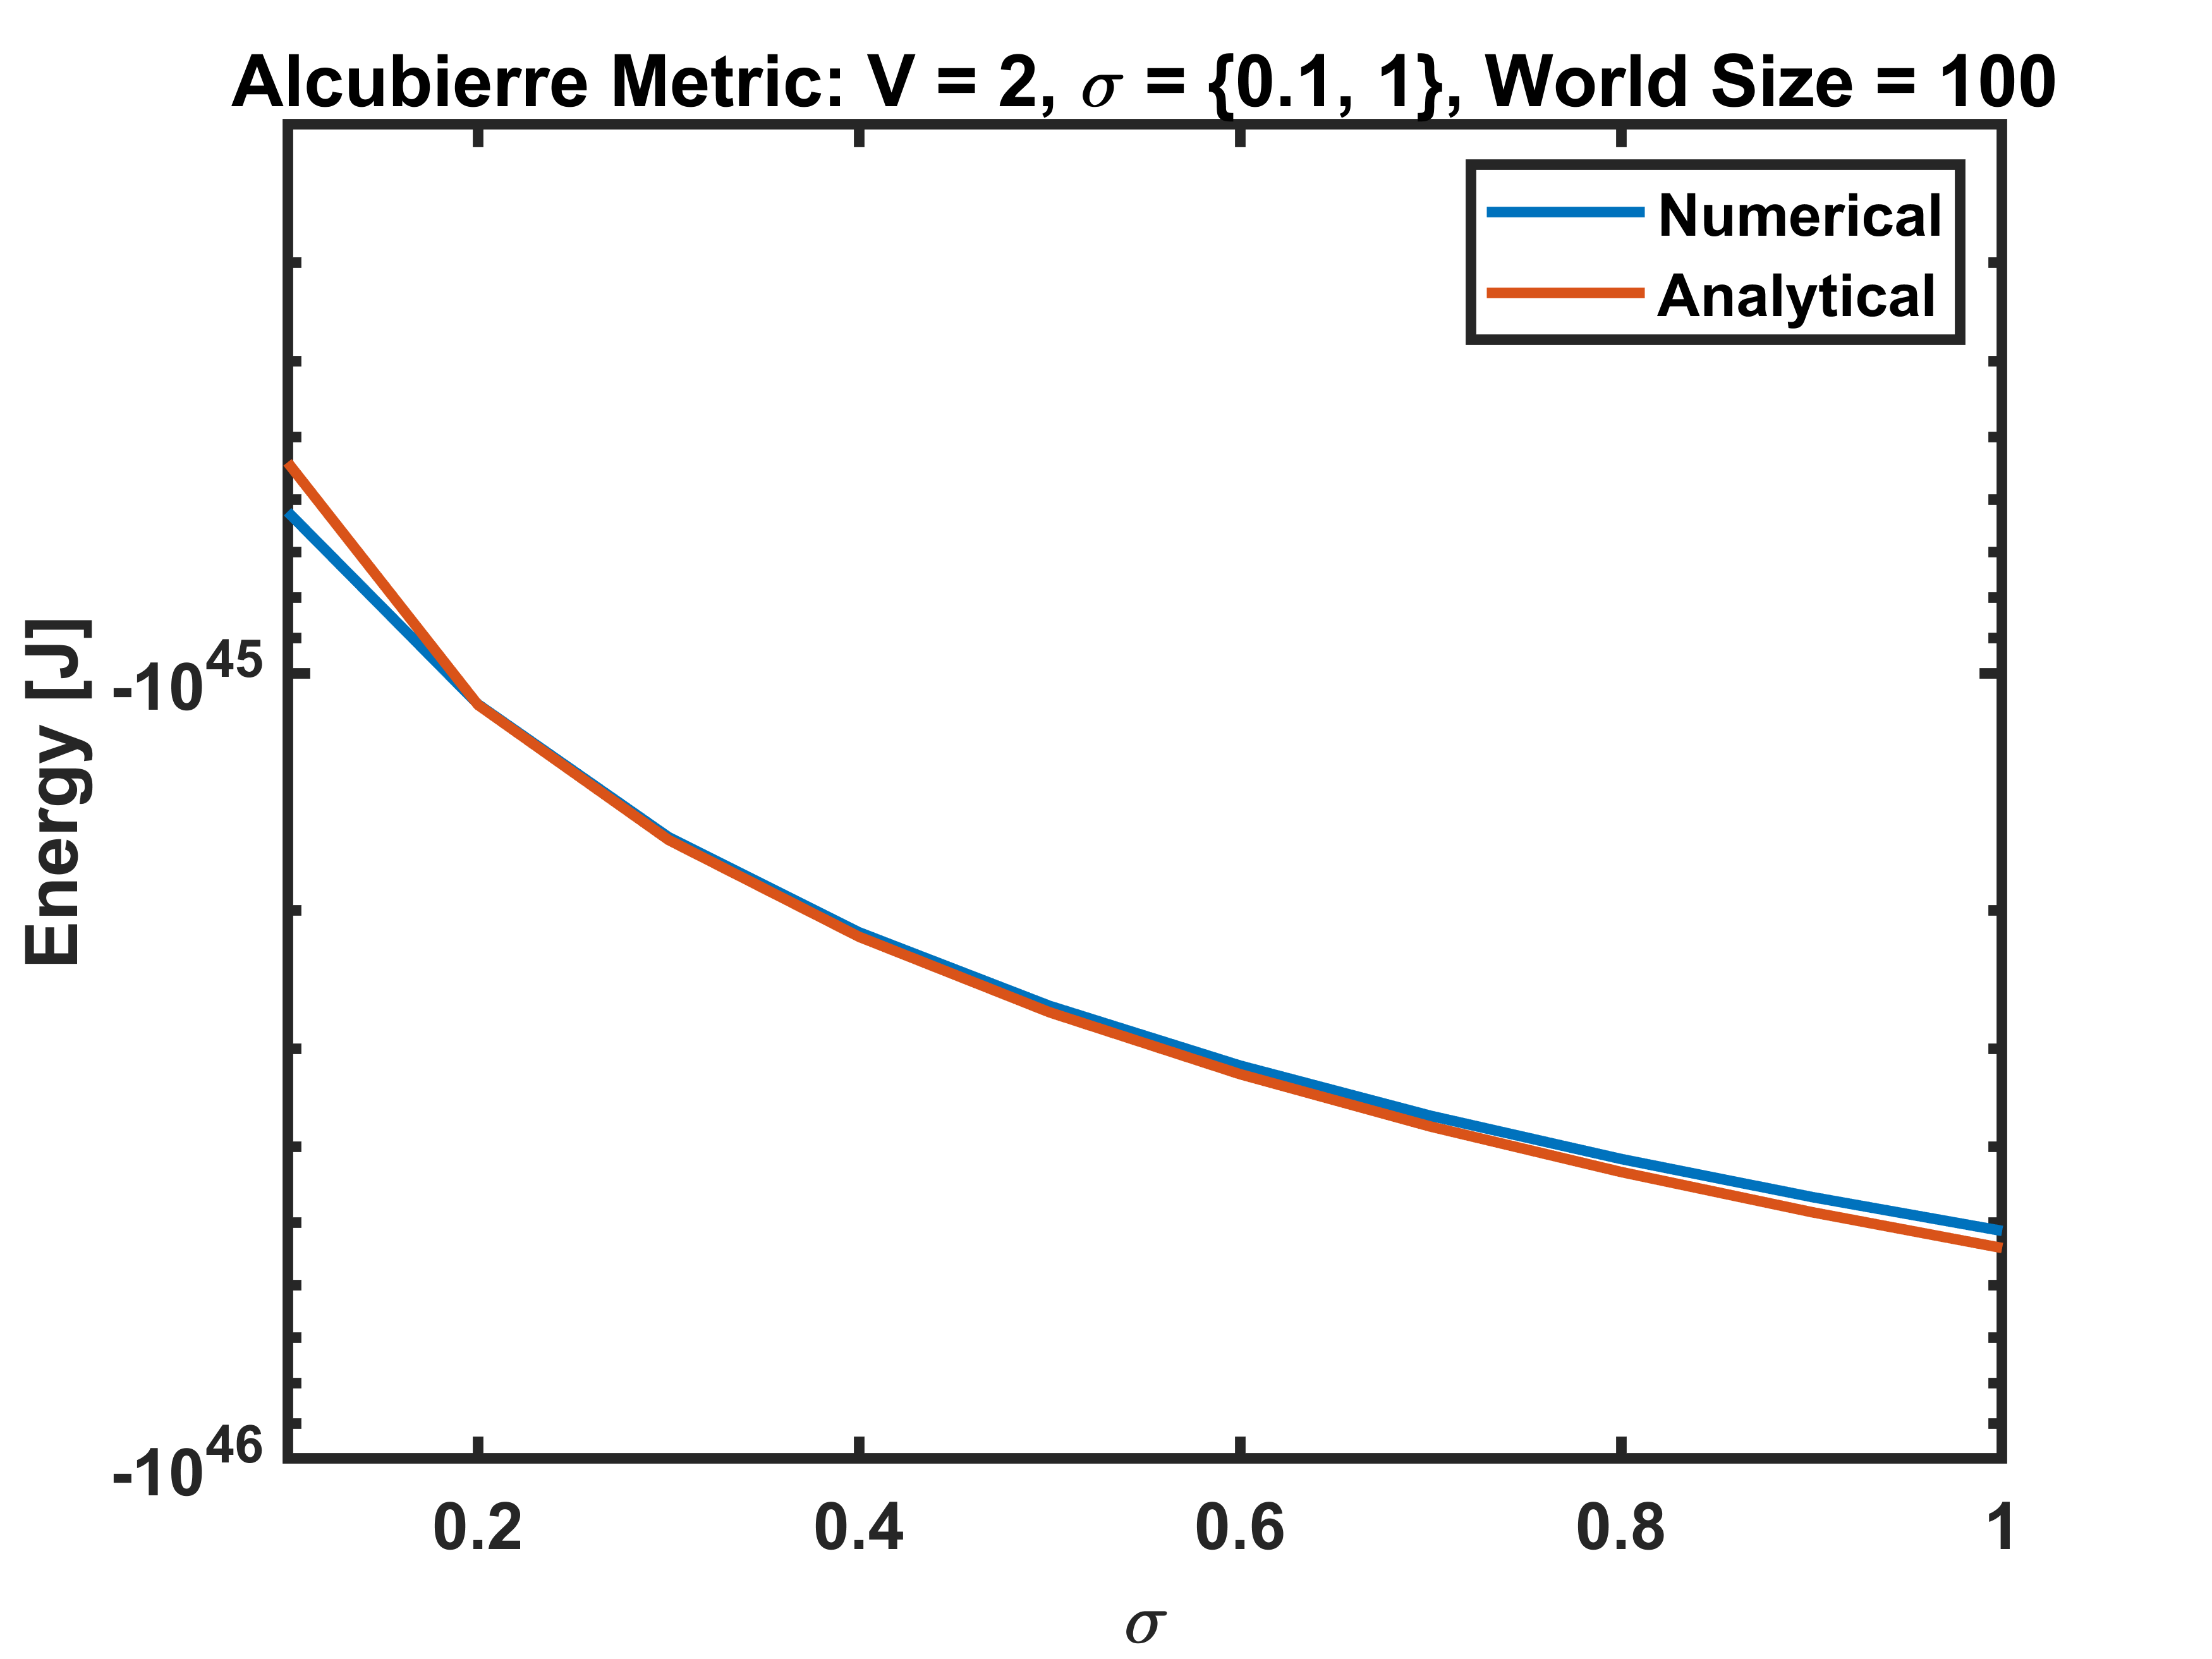 Alcubierre Metric: V = 2, σ = {0.1, 1}, World Size = 100
Numerical
Analytical
Energy [J]
-10^45
-10^46
0.2 0.4 0.6 0.8 1
σ